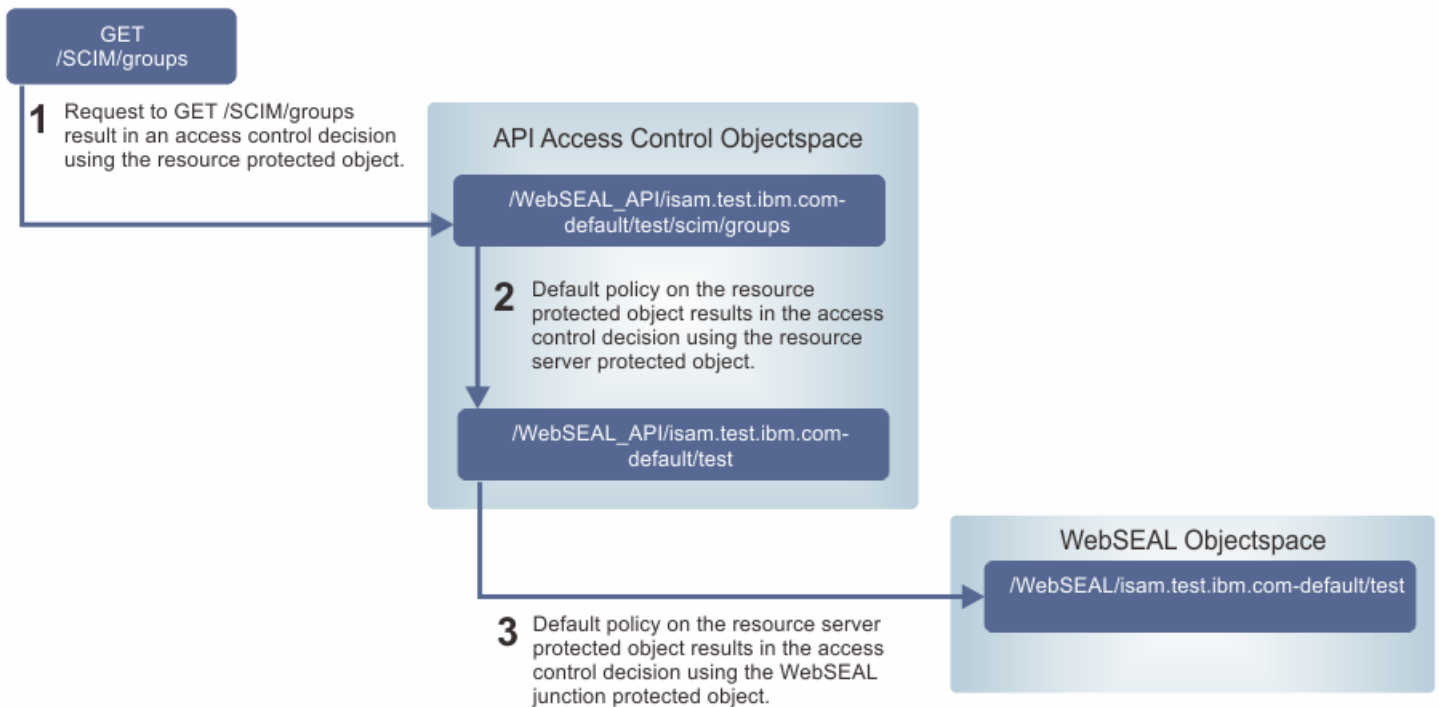 GET
/SCIM/groups
1 Request to GET /SCIM/groups
result in an access control decision
using the resource protected object.
API Access Control Objectspace
/WebSEAL_API/isam.test.ibm.com-
default/test/scim/groups
2 Default policy on the resource
protected object results in the access
control decision using the resource
server protected object.
/WebSEAL_API/isam.test.ibm.com-
default/test
WebSEAL Objectspace
/WebSEAL/isam.test.ibm.com-default/test
3 Default policy on the resource server
protected object results in the access
control decision using the WebSEAL
junction protected object.